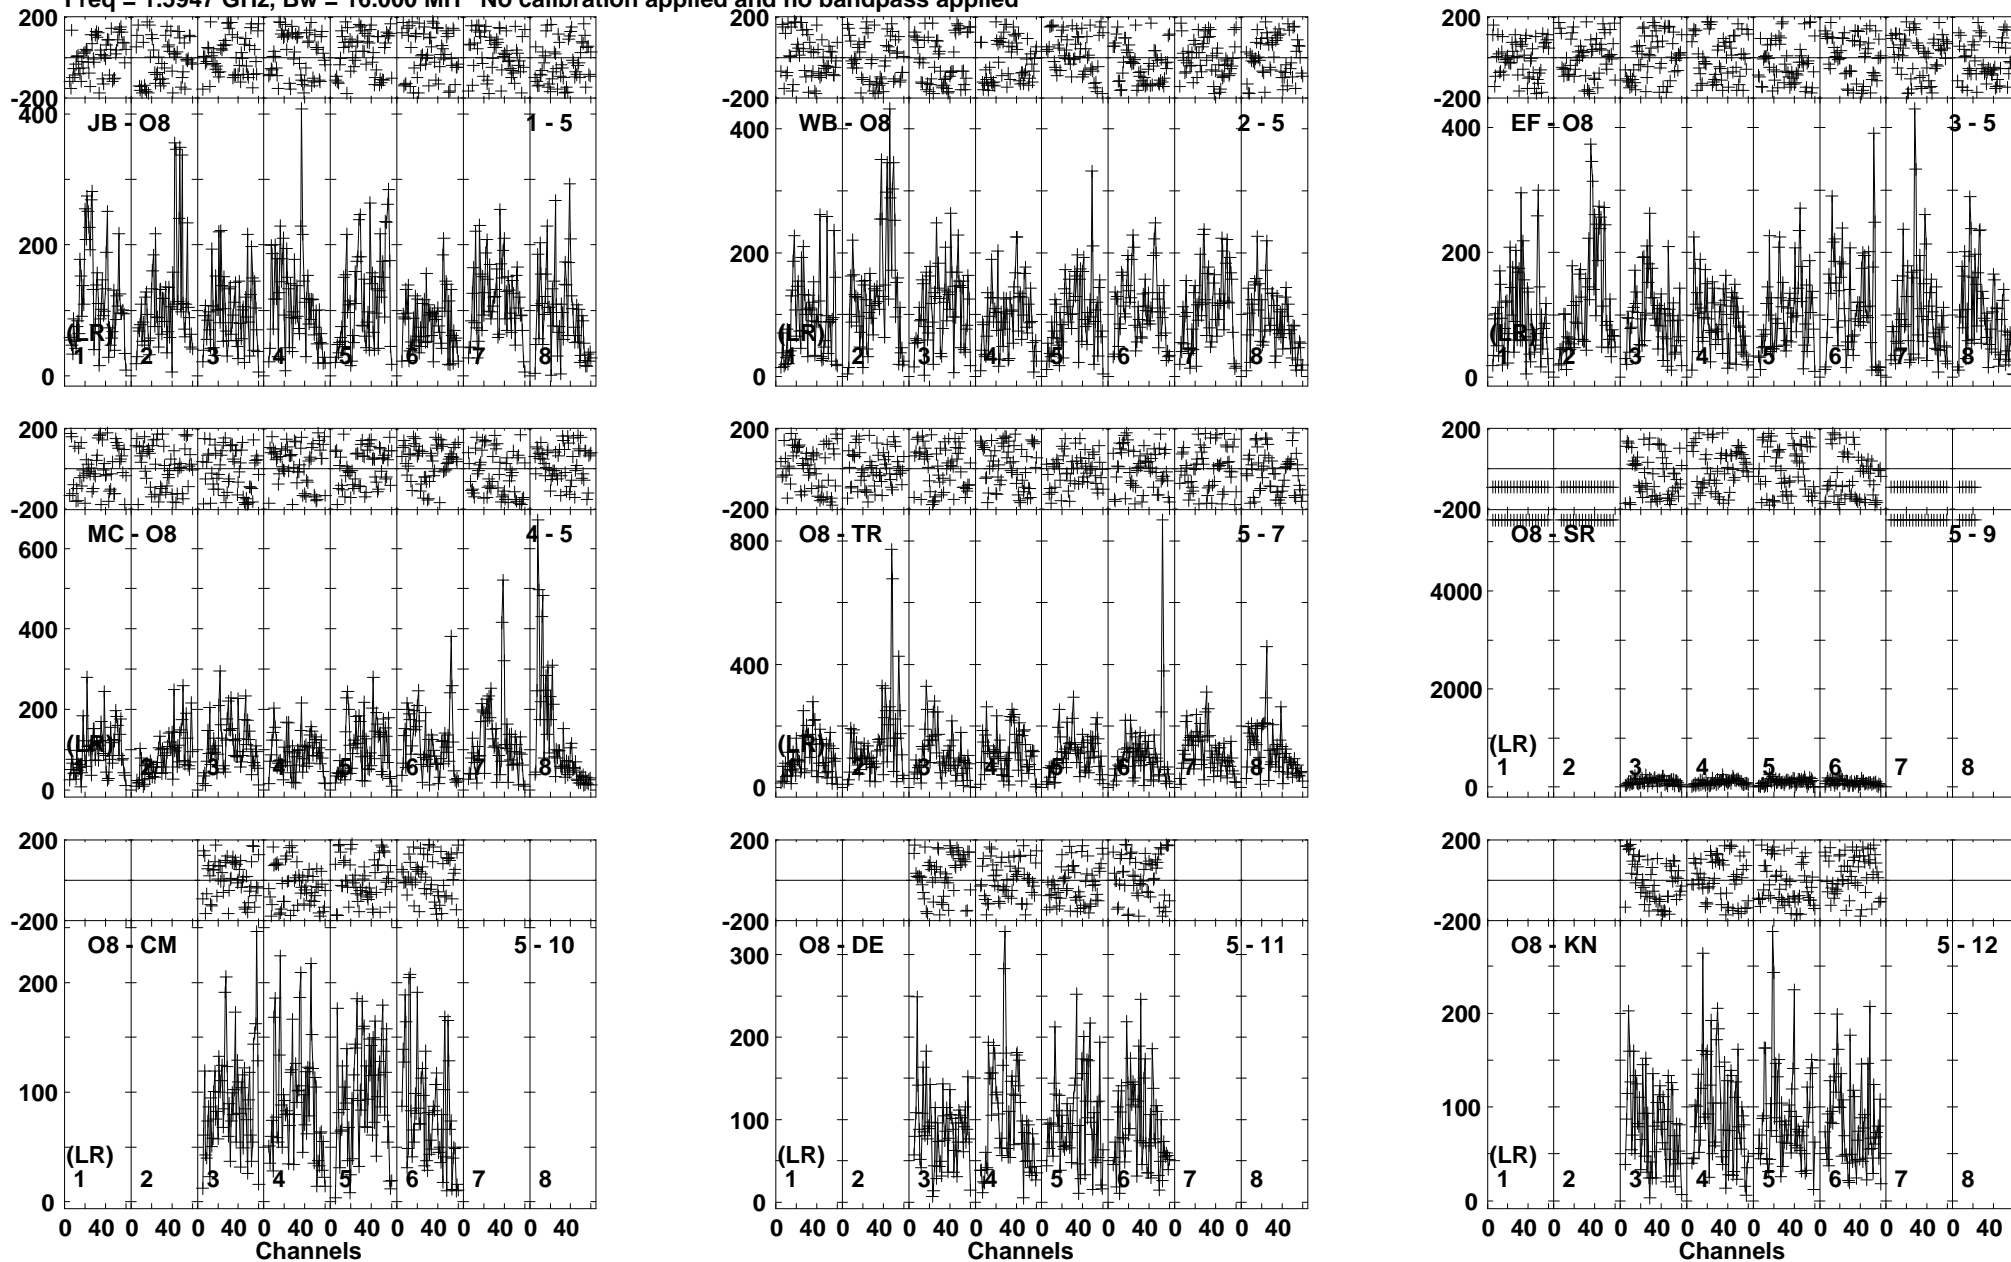 Freq = 1.5947 GHz, Bw = 16.000 MH No calibration applied and no bandpass applied
200
-200
JB - O8 1 - 5
400
200
0
(LR)
1 2 3 4 5 6 7 8
200
-200
WB - O8 2 - 5
400
200
0
(LR)
1 2 3 4 5 6 7 8
200
-200
EF - O8 3 - 5
400
200
0
(LR)
1 2 3 4 5 6 7 8
200
-200
MC - O8 4 - 5
600
400
200
0
(LR)
1 2 3 4 5 6 7 8
200
-200
O8 - TR 5 - 7
800
400
0
(LR)
1 2 3 4 5 6 7 8
200
-200
O8 - SR 5 - 9
4000
2000
0
(LR)
1 2 3 4 5 6 7 8
200
-200
O8 - CM 5 - 10
200
100
0
(LR)
1 2 3 4 5 6 7 8
0 40 0 40 0 40 0 40 0 40 0 40 0 40 0 40
Channels
200
-200
O8 - DE 5 - 11
300
200
100
0
(LR)
1 2 3 4 5 6 7 8
0 40 0 40 0 40 0 40 0 40 0 40 0 40 0 40
200
-200
O8 - KN 5 - 12
200
100
0
(LR)
1 2 3 4 5 6 7 8
0 40 0 40 0 40 0 40 0 40 0 40 0 40 0 40
Channels